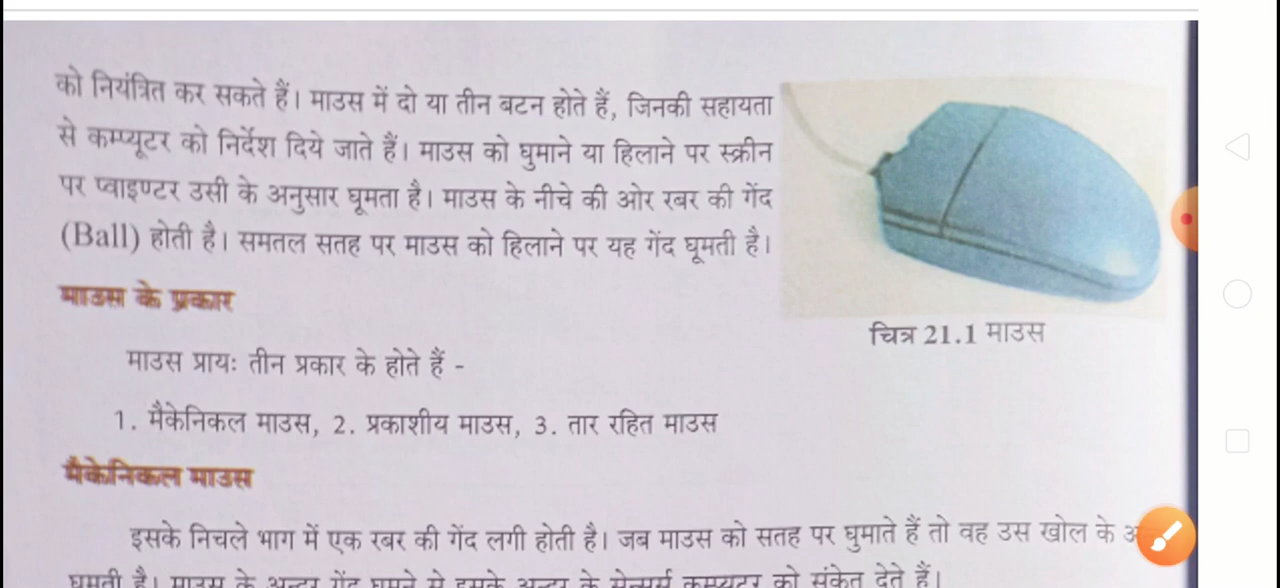 को नियंत्रित कर सकते हैं। माउस में दो या तीन बटन होते हैं, जिनकी सहायता
से कम्प्यूटर को निर्देश दिये जाते हैं। माउस को घुमाने या हिलाने पर स्क्रीन
पर प्वाइण्टर उसी के अनुसार घूमता है। माउस के नीचे की ओर रबर की गेंद
(Ball) होती है। समतल सतह पर माउस को हिलाने पर यह गेंद घूमती है।
चित्र 21.1 माउस
माउस के प्रकार
माउस प्रायः तीन प्रकार के होते हैं -
1. मैकेनिकल माउस, 2. प्रकाशीय माउस, 3. तार रहित माउस
मैकेनिकल माउस
इसके निचले भाग में एक रबर की गेंद लगी होती है। जब माउस को सतह पर घुमाते हैं तो वह उस खोल के
घूमती है। माउस के अन्दर गेंद घूमने से इसके अन्दर के सेन्सर्स कम्प्यूटर को संकेत देते हैं।